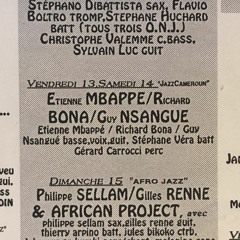 Stéphano Dibattista sax, Flavio
Boltro tromp, Stephane Huchard
batt (tous trois O.N.J.)
Christophe Valemme c.bass,
Sylvain Luc guit
Vendredi 13, Samedi 14 "JazzCameroun"
Etienne MBAPPE/Richard
BONA/Guy NSANGUE
Etienne Mbappé / Richard Bona / Guy
Nsangué basse,voix,guit, Stéphane Véra batt
Gérard Carrocci perc
Dimanche 15 "Afro Jazz"
Philippe SELLAM/Gilles RENNE
& AFRICAN PROJECT, avec
philippe sellam sax,gilles renne guit,
thierry arpino batt, jules bikoko ctrb.